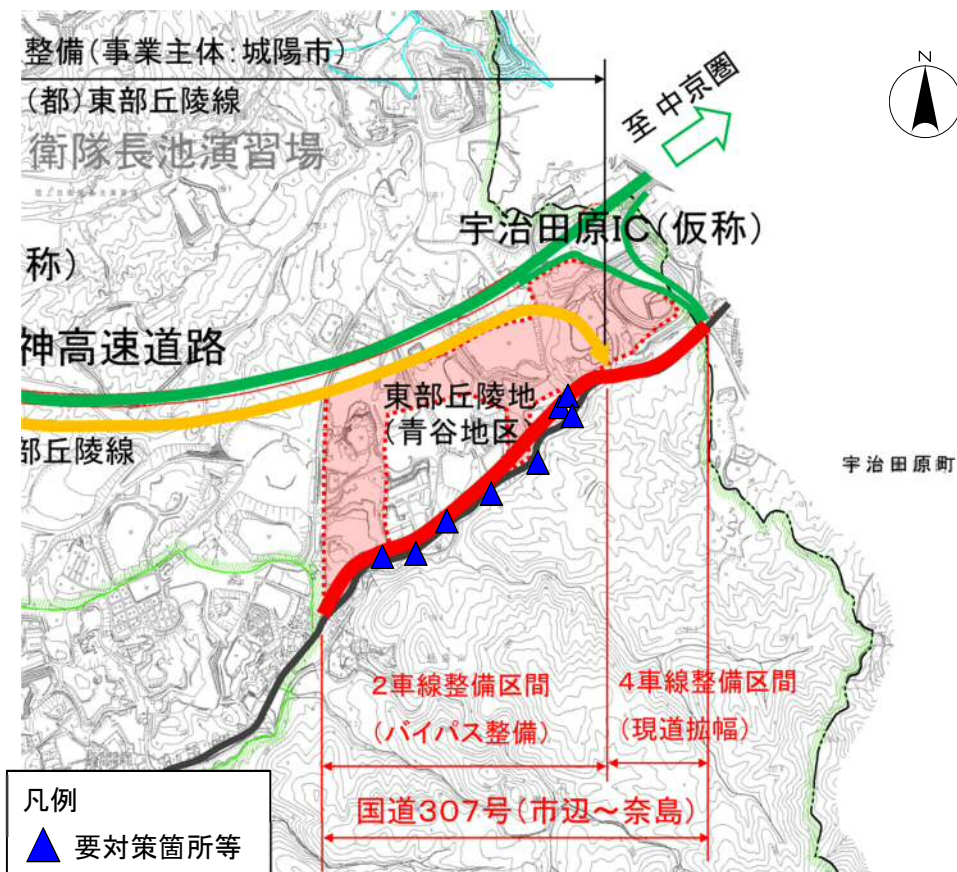 整備(事業主体:城陽市)
(都)東部丘陵線
衛隊長池演習場
至 中京圏
N
宇治田原IC(仮称)
称)
神高速道路
東部丘陵地
(青谷地区)
部丘陵線
宇治田原町
2車線整備区間
(バイパス整備)
4車線整備区間
(現道拡幅)
国道307号(市辺～奈島)
凡例
要対策箇所等